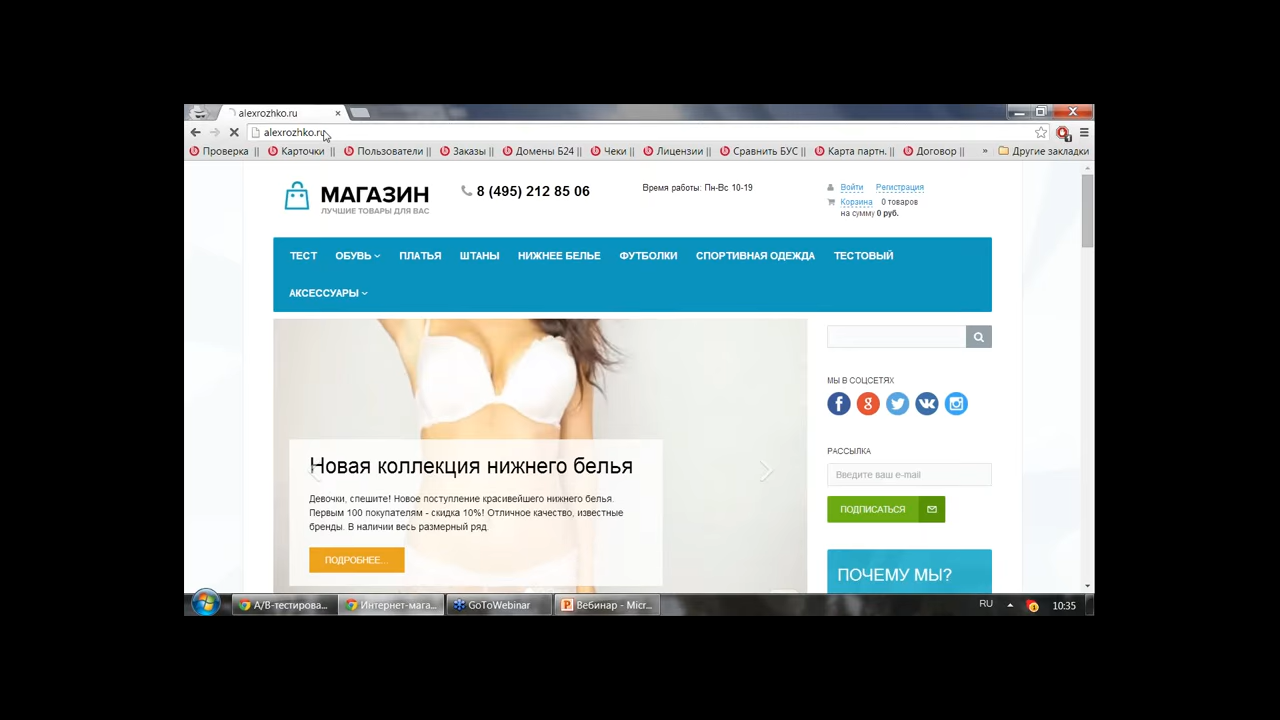 alexrozhko.ru
alexrozhko.ru
Проверка || Карточки || Пользователи || Заказы || Домены Б24 || Чеки || Лицензии || Сравнить БУС || Карта партн. || Договор || » Другие закладки
МАГАЗИН
ЛУЧШИЕ ТОВАРЫ ДЛЯ ВАС
8 (495) 212 85 06
Время работы: Пн-Вс 10-19
Войти Регистрация
Корзина 0 товаров
на сумму 0 руб.
ТЕСТ ОБУВЬ ПЛАТЬЯ ШТАНЫ НИЖНЕЕ БЕЛЬЕ ФУТБОЛКИ СПОРТИВНАЯ ОДЕЖДА ТЕСТОВЫЙ
АКСЕССУАРЫ
Новая коллекция нижнего белья
Девочки, спешите! Новое поступление красивейшего нижнего белья.
Первым 100 покупателям - скидка 10%! Отличное качество, известные
бренды. В наличии весь размерный ряд.
ПОДРОБНЕЕ...
МЫ В СОЦСЕТЯХ
РАССЫЛКА
Введите ваш e-mail
ПОДПИСАТЬСЯ
ПОЧЕМУ МЫ?
A/B-тестирова... Интернет-мага... GoToWebinar Вебинар - Micr... RU 10:35